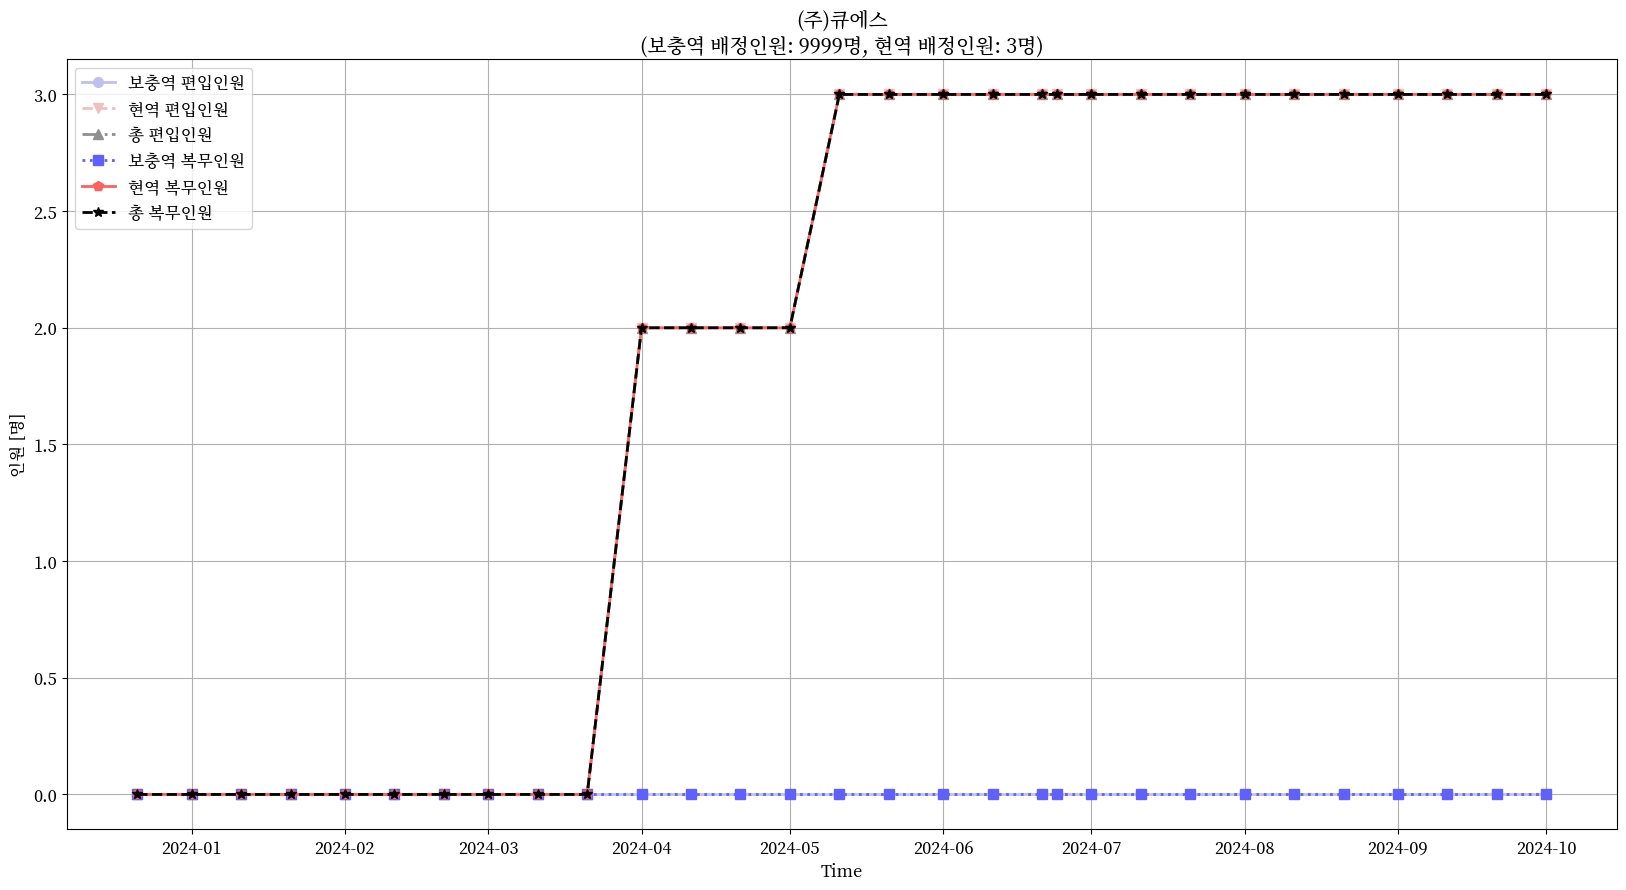 (주)큐에스
(보충역 배정인원: 9999명, 현역 배정인원: 3명)
보충역 편입인원
현역 편입인원
총 편입인원
보충역 복무인원
현역 복무인원
총 복무인원
3.0
2.5
2.0
1.5
1.0
0.5
0.0
인원 [명]
2024-01 2024-02 2024-03 2024-04 2024-05 2024-06 2024-07 2024-08 2024-09 2024-10
Time